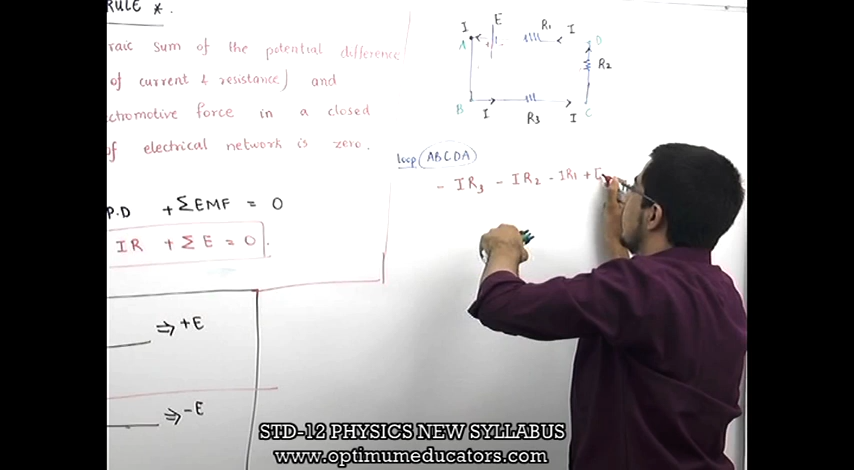 RULE *.
raic sum of the potential difference
of current & resistance) and
ctromotive force in a closed
of electrical network is zero.
P.D + ΣEMF = 0
IR + ΣE = 0.
⇒ +E
⇒ -E
I E R1 I
A D
R2
B I R3 I C
loop ABCDA
- IR3 - IR2 - IR1 + E
STD-12 PHYSICS NEW SYLLABUS
www.optimumeducators.com